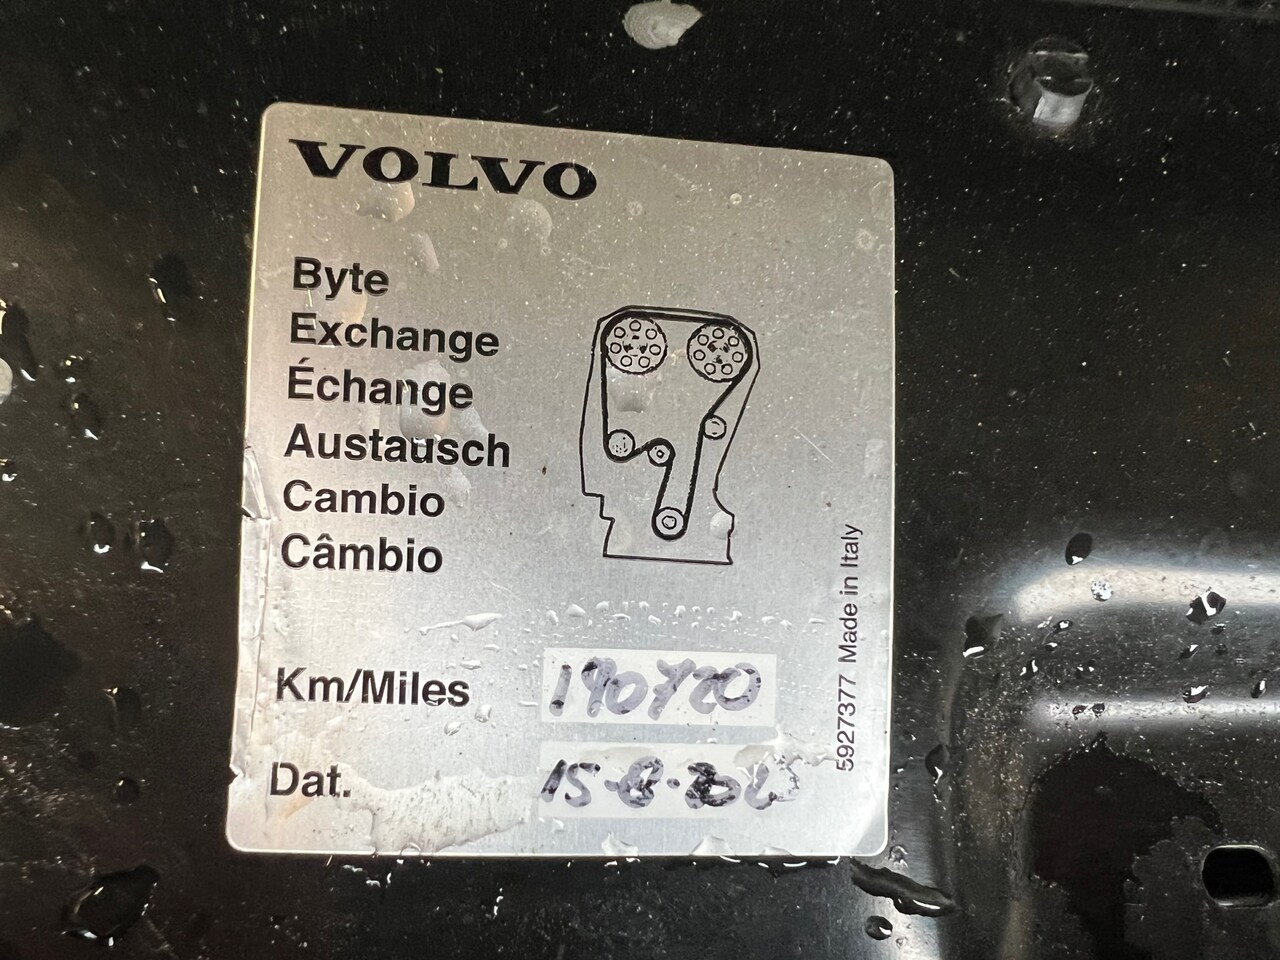 VOLVO
Byte
Exchange
Échange
Austausch
Cambio
Câmbio
Km/Miles 190720
Dat.
5927377 Made in Italy